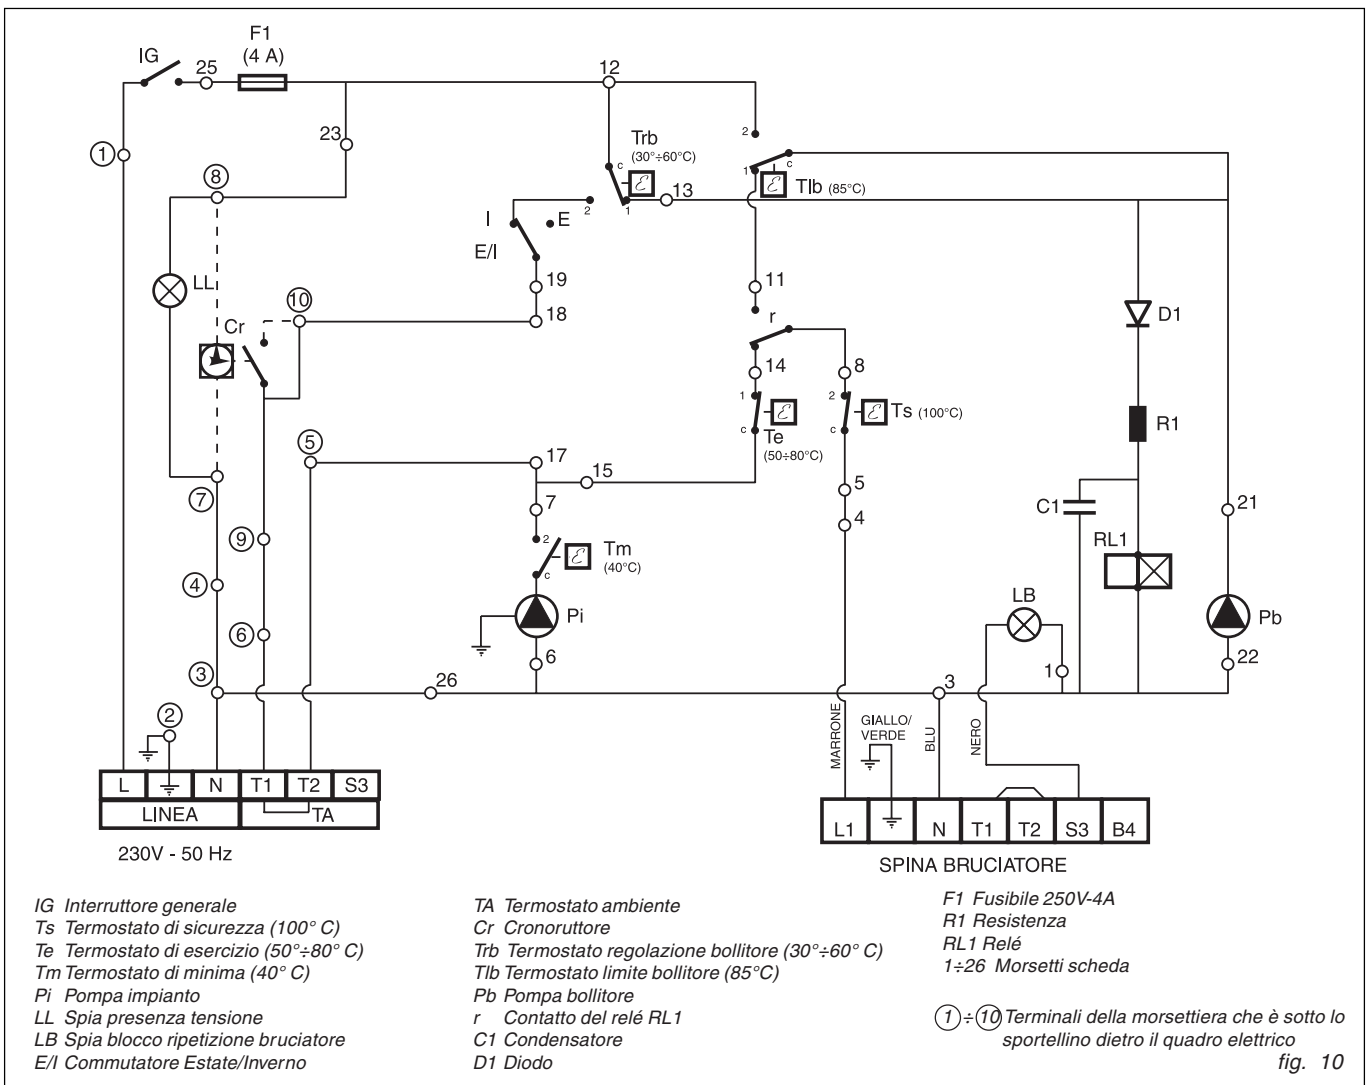 F1
(4 A)
IG
25
12
23
1
2
Trb
(30°÷60°C)
c
c
1
Tlb (85°C)
8
13
2
1
I
E
E/I
LL
19
11
10
18
r
D1
Cr
14
8
1
2
Ts (100°C)
c
c
Te
(50÷80°C)
R1
5
17
15
7
7
5
C1
21
9
2
Tm
(40°C)
c
4
RL1
4
LB
Pi
Pb
6
6
1
22
3
26
3
2
MARRONE
GIALLO/
VERDE
BLU
NERO
L N T1 T2 S3
LINEA TA
L1 N T1 T2 S3 B4
230V - 50 Hz
SPINA BRUCIATORE
IG Interruttore generale
Ts Termostato di sicurezza (100° C)
Te Termostato di esercizio (50°÷80° C)
Tm Termostato di minima (40° C)
Pi Pompa impianto
LL Spia presenza tensione
LB Spia blocco ripetizione bruciatore
E/I Commutatore Estate/Inverno
TA Termostato ambiente
Cr Cronoruttore
Trb Termostato regolazione bollitore (30°÷60° C)
Tlb Termostato limite bollitore (85°C)
Pb Pompa bollitore
r Contatto del relé RL1
C1 Condensatore
D1 Diodo
F1 Fusibile 250V-4A
R1 Resistenza
RL1 Relé
1÷26 Morsetti scheda
1÷10 Terminali della morsettiera che è sotto lo
sportellino dietro il quadro elettrico
fig. 10